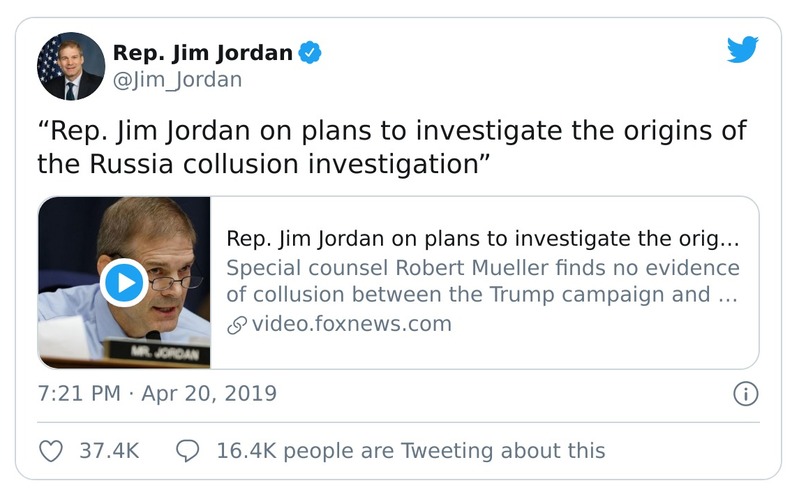 Rep. Jim Jordan
@Jim_Jordan
“Rep. Jim Jordan on plans to investigate the origins of
the Russia collusion investigation”
Rep. Jim Jordan on plans to investigate the orig...
Special counsel Robert Mueller finds no evidence
of collusion between the Trump campaign and ...
video.foxnews.com
MR. JORDAN
7:21 PM · Apr 20, 2019
37.4K
16.4K people are Tweeting about this